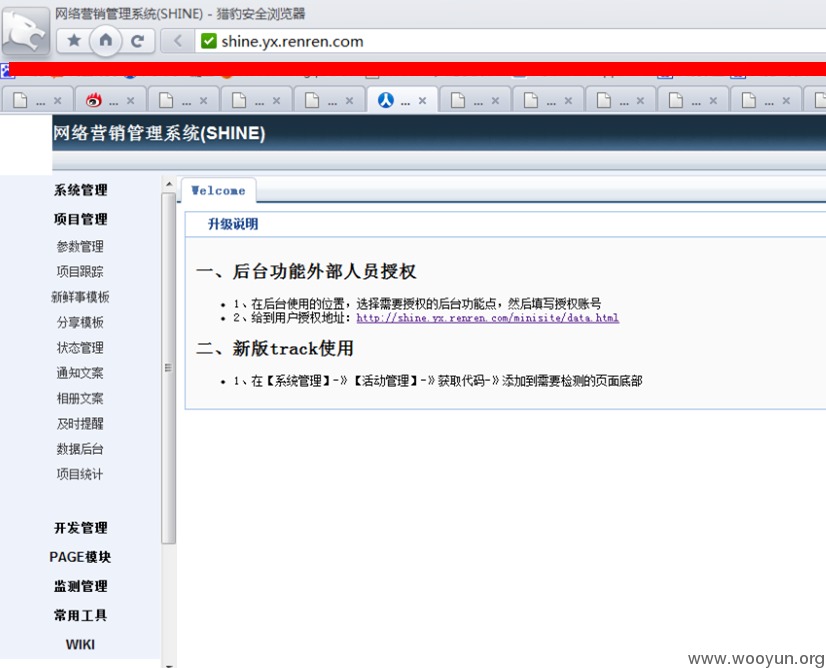 网络营销管理系统(SHINE) - 猎豹安全浏览器
shine.yx.renren.com
... ... ... ... ... ... ... ... ... ... ...
网络营销管理系统(SHINE)
系统管理
项目管理
参数管理
项目跟踪
新鲜事模板
分享模板
状态管理
通知文案
相册文案
及时提醒
数据后台
项目统计
开发管理
PAGE模块
监测管理
常用工具
WIKI
Welcome
升级说明
一、后台功能外部人员授权
• 1、在后台使用的位置，选择需要授权的后台功能点，然后填写授权账号
• 2、给到用户授权地址：http://shine.yx.renren.com/minisite/data.html
二、新版track使用
• 1、在【系统管理】-》【活动管理】-》获取代码-》添加到需要检测的页面底部
www.wooyun.org